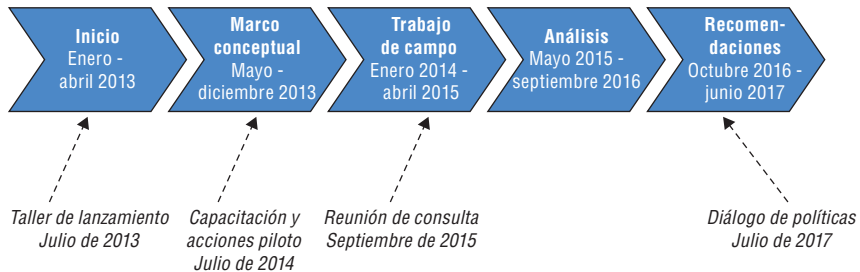 Inicio
Enero -
abril 2013
Marco
conceptual
Mayo -
diciembre 2013
Trabajo
de campo
Enero 2014 -
abril 2015
Análisis
Mayo 2015 -
septiembre 2016
Recomen-
daciones
Octubre 2016 -
junio 2017
Taller de lanzamiento
Julio de 2013
Capacitación y
acciones piloto
Julio de 2014
Reunión de consulta
Septiembre de 2015
Diálogo de políticas
Julio de 2017